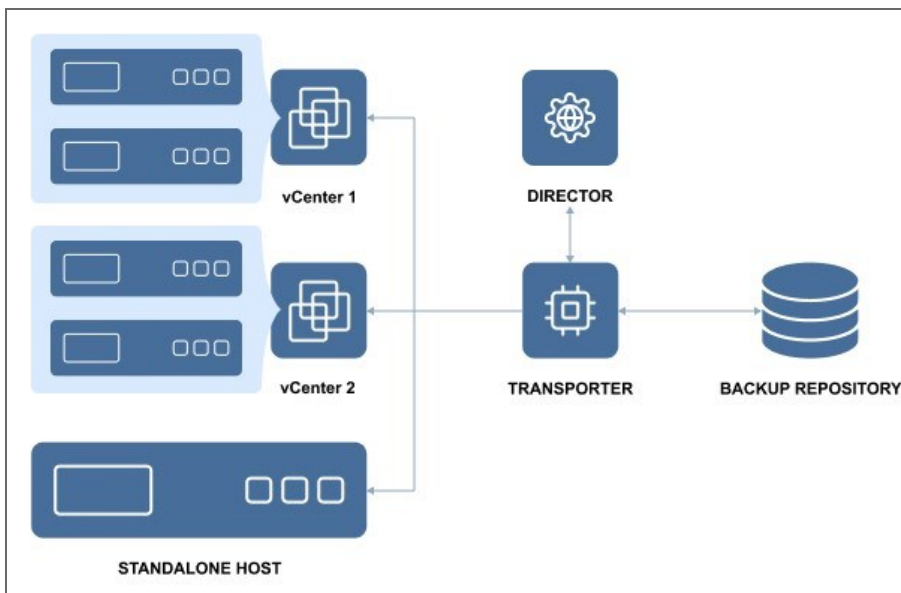 vCenter 1
DIRECTOR
vCenter 2
TRANSPORTER
BACKUP REPOSITORY
STANDALONE HOST